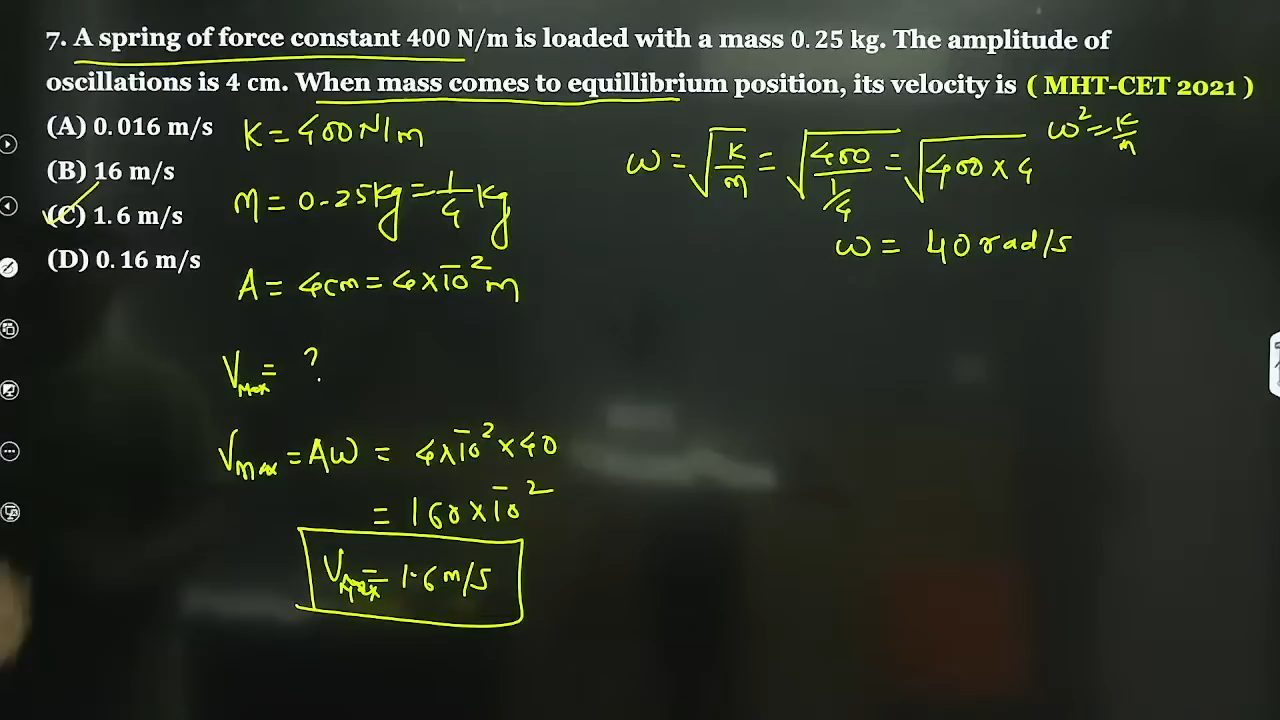 7. A spring of force constant 400 N/m is loaded with a mass 0.25 kg. The amplitude of
oscillations is 4 cm. When mass comes to equillibrium position, its velocity is ( MHT-CET 2021 )
(A) 0.016 m/s
(B) 16 m/s
(C) 1.6 m/s
(D) 0.16 m/s
K = 400 N/m
m = 0.25 kg = 1/4 kg
A = 4cm = 4×10⁻² m
Vmax = ?
Vmax = Aω = 4×10⁻² × 40
= 160 × 10⁻²
Vmax = 1.6 m/s
ω² = K/m
ω = √(K/m) = √(400/(1/4)) = √(400 × 4)
ω = 40 rad/s